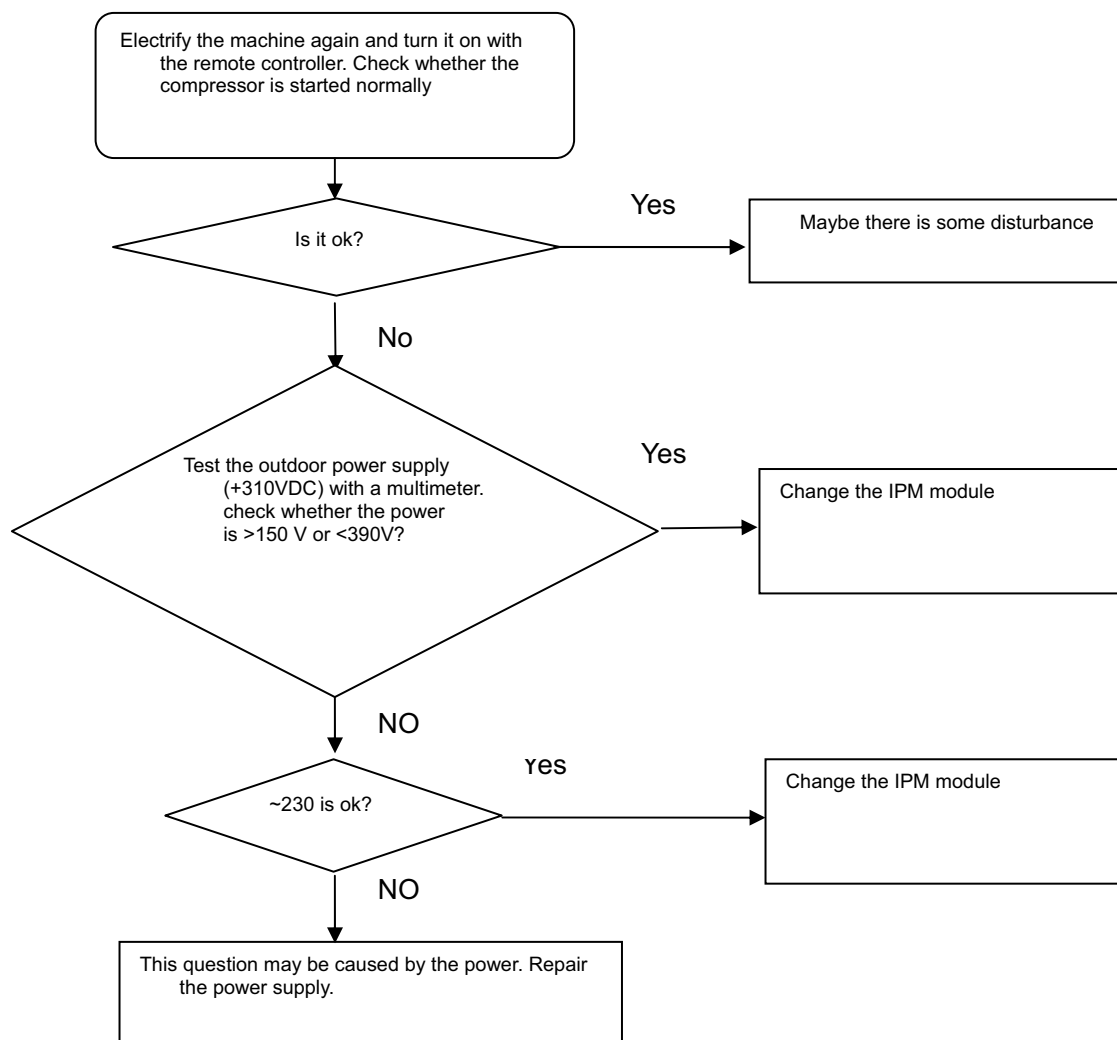 Electrify the machine again and turn it on with
the remote controller. Check whether the
compressor is started normally
Yes
Is it ok?
Maybe there is some disturbance
No
Yes
Test the outdoor power supply
(+310VDC) with a multimeter.
check whether the power
is >150 V or <390V?
Change the IPM module
NO
Yes
~230 is ok?
Change the IPM module
NO
This question may be caused by the power. Repair
the power supply.